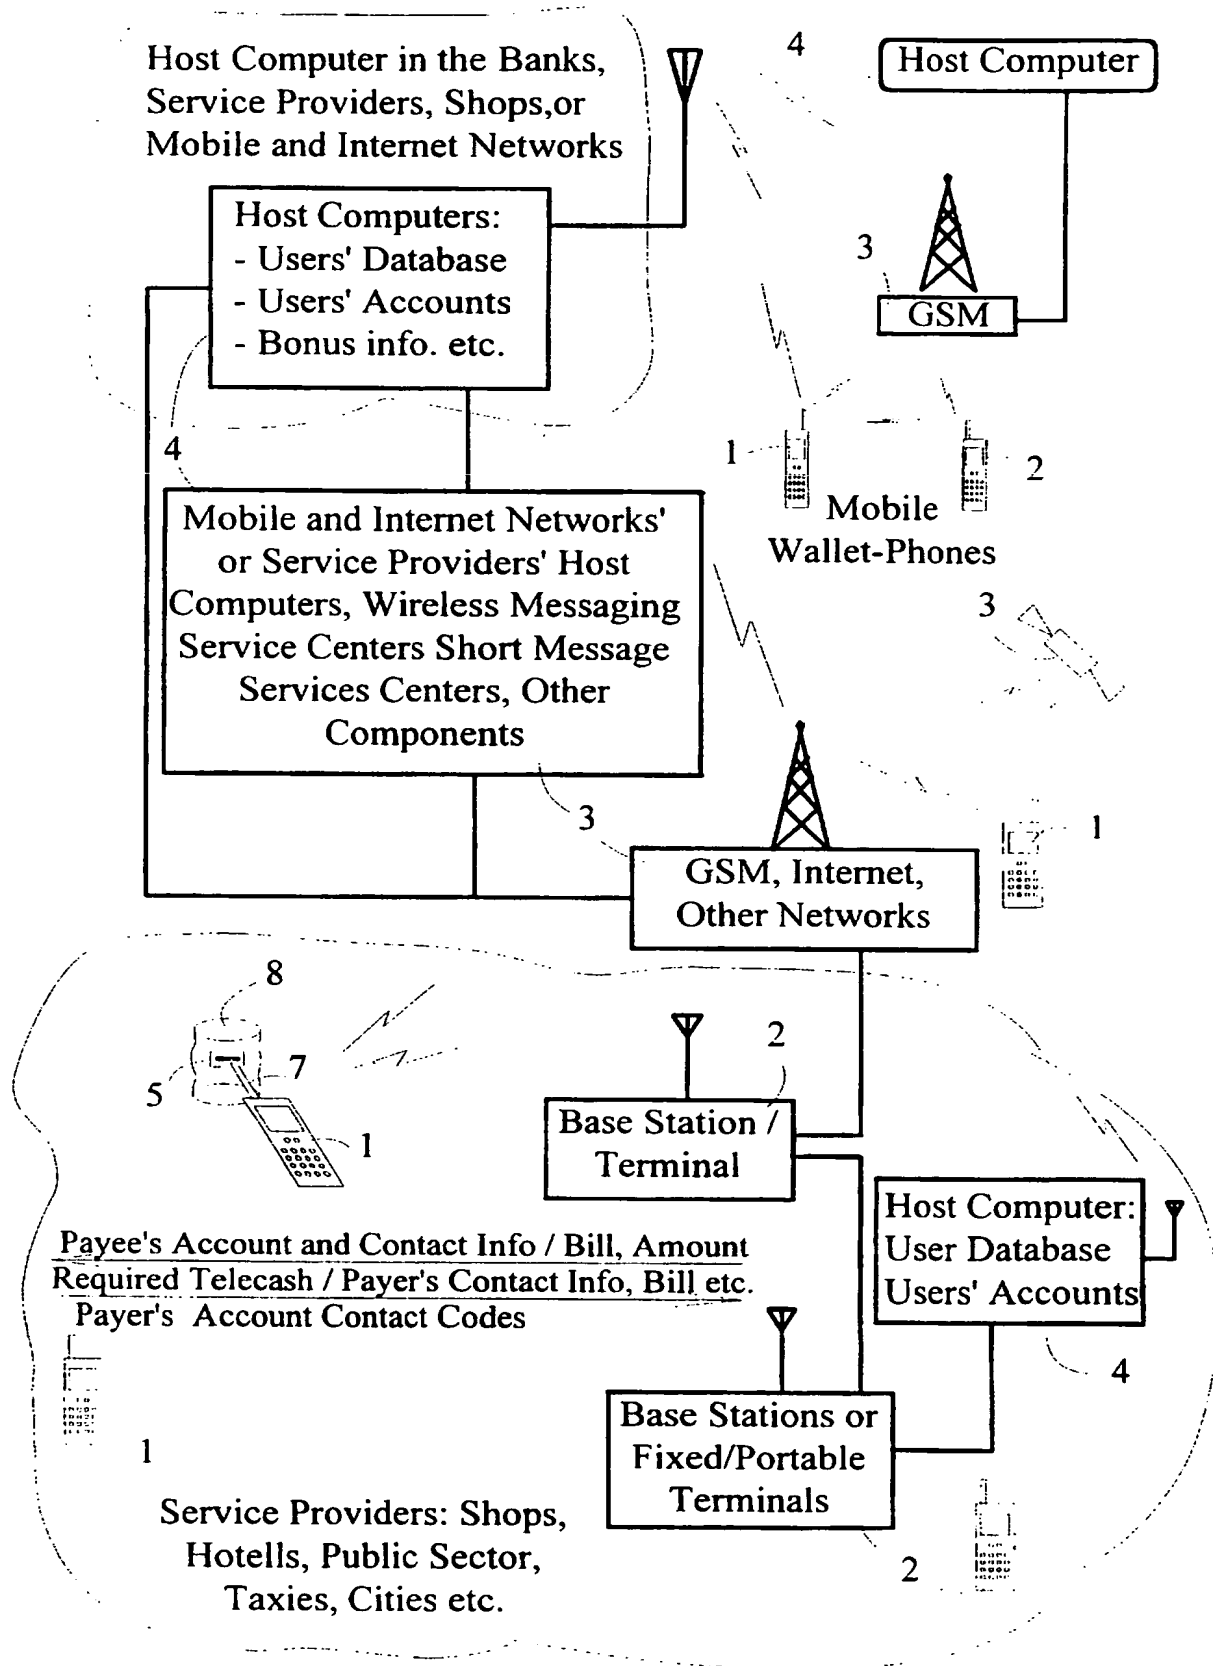 Host Computer in the Banks,
Service Providers, Shops,or
Mobile and Internet Networks
4
Host Computer
Host Computers:
- Users' Database
- Users' Accounts
- Bonus info. etc.
3
GSM
4
1
2
Mobile
Wallet-Phones
Mobile and Internet Networks'
or Service Providers' Host
Computers, Wireless Messaging
Service Centers Short Message
Services Centers, Other
Components
3
3
1
GSM, Internet,
Other Networks
8
5
7
1
2
Base Station /
Terminal
Host Computer:
User Database
Users' Accounts
4
Payee's Account and Contact Info / Bill, Amount
Required Telecash / Payer's Contact Info, Bill etc.
Payer's Account Contact Codes
1
Base Stations or
Fixed/Portable
Terminals
2
Service Providers: Shops,
Hotells, Public Sector,
Taxies, Cities etc.